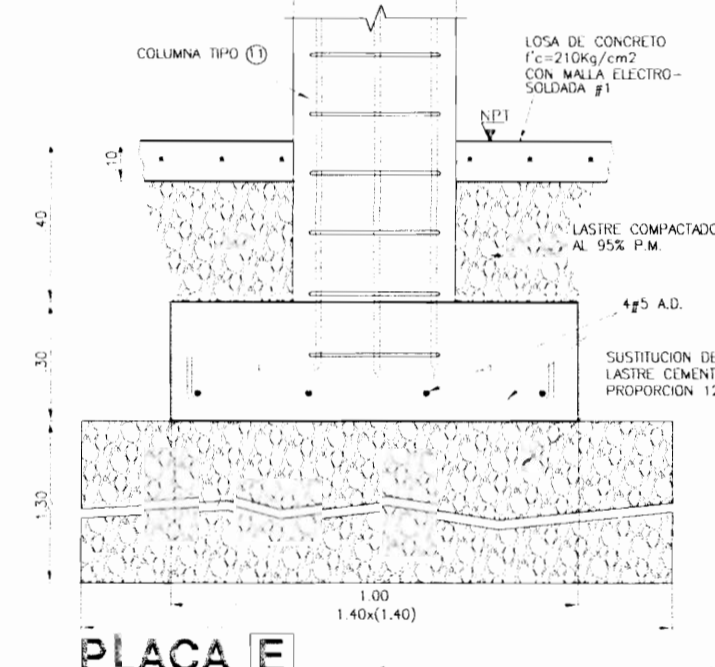 COLUMNA TIPO 11
LOSA DE CONCRETO
f'c=210Kg/cm2
CON MALLA ELECTRO-
SOLDADA #1
NPT
10
40
LASTRE COMPACTADO
AL 95% P.M.
4#5 A.D.
.30
SUSTITUCION DE
LASTRE CEMENT
PROPORCION 12
1.30
1.00
1.40x(1.40)
PLACA E